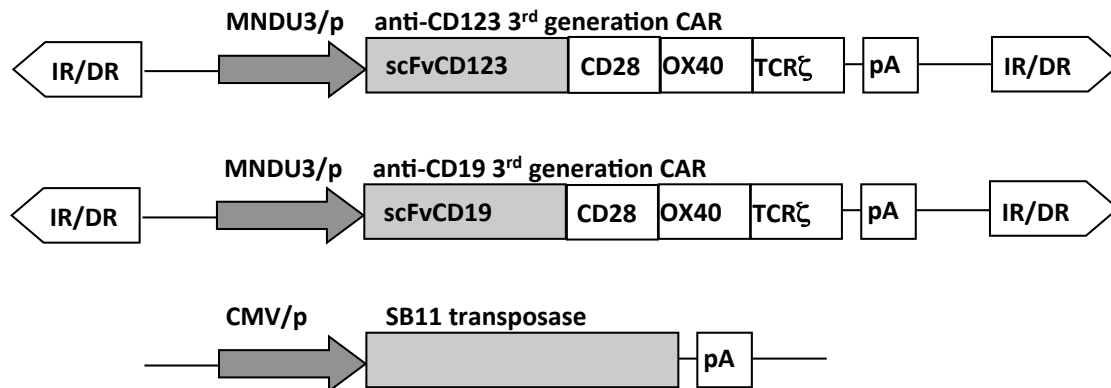 MNDU3/p anti-CD123 3rd generation CAR
IR/DR scFvCD123 CD28 OX40 TCRζ pA IR/DR
MNDU3/p anti-CD19 3rd generation CAR
IR/DR scFvCD19 CD28 OX40 TCRζ pA IR/DR
CMV/p SB11 transposase
pA